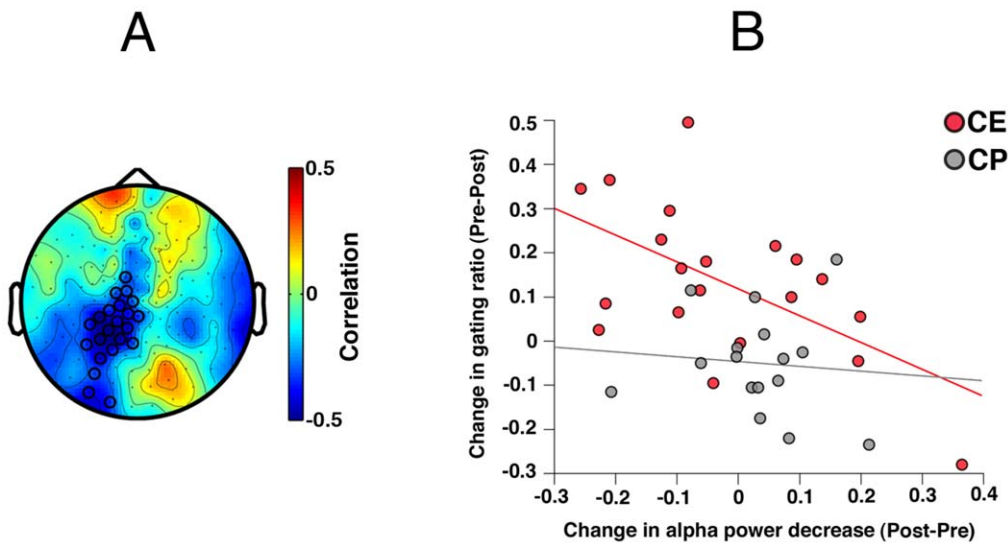 A
B
0.5
0
-0.5
Correlation
CE
CP
Change in gating ratio (Pre-Post)
0.5
0.4
0.3
0.2
0.1
0
-0.1
-0.2
-0.3
-0.3 -0.2 -0.1 0 0.1 0.2 0.3 0.4
Change in alpha power decrease (Post-Pre)